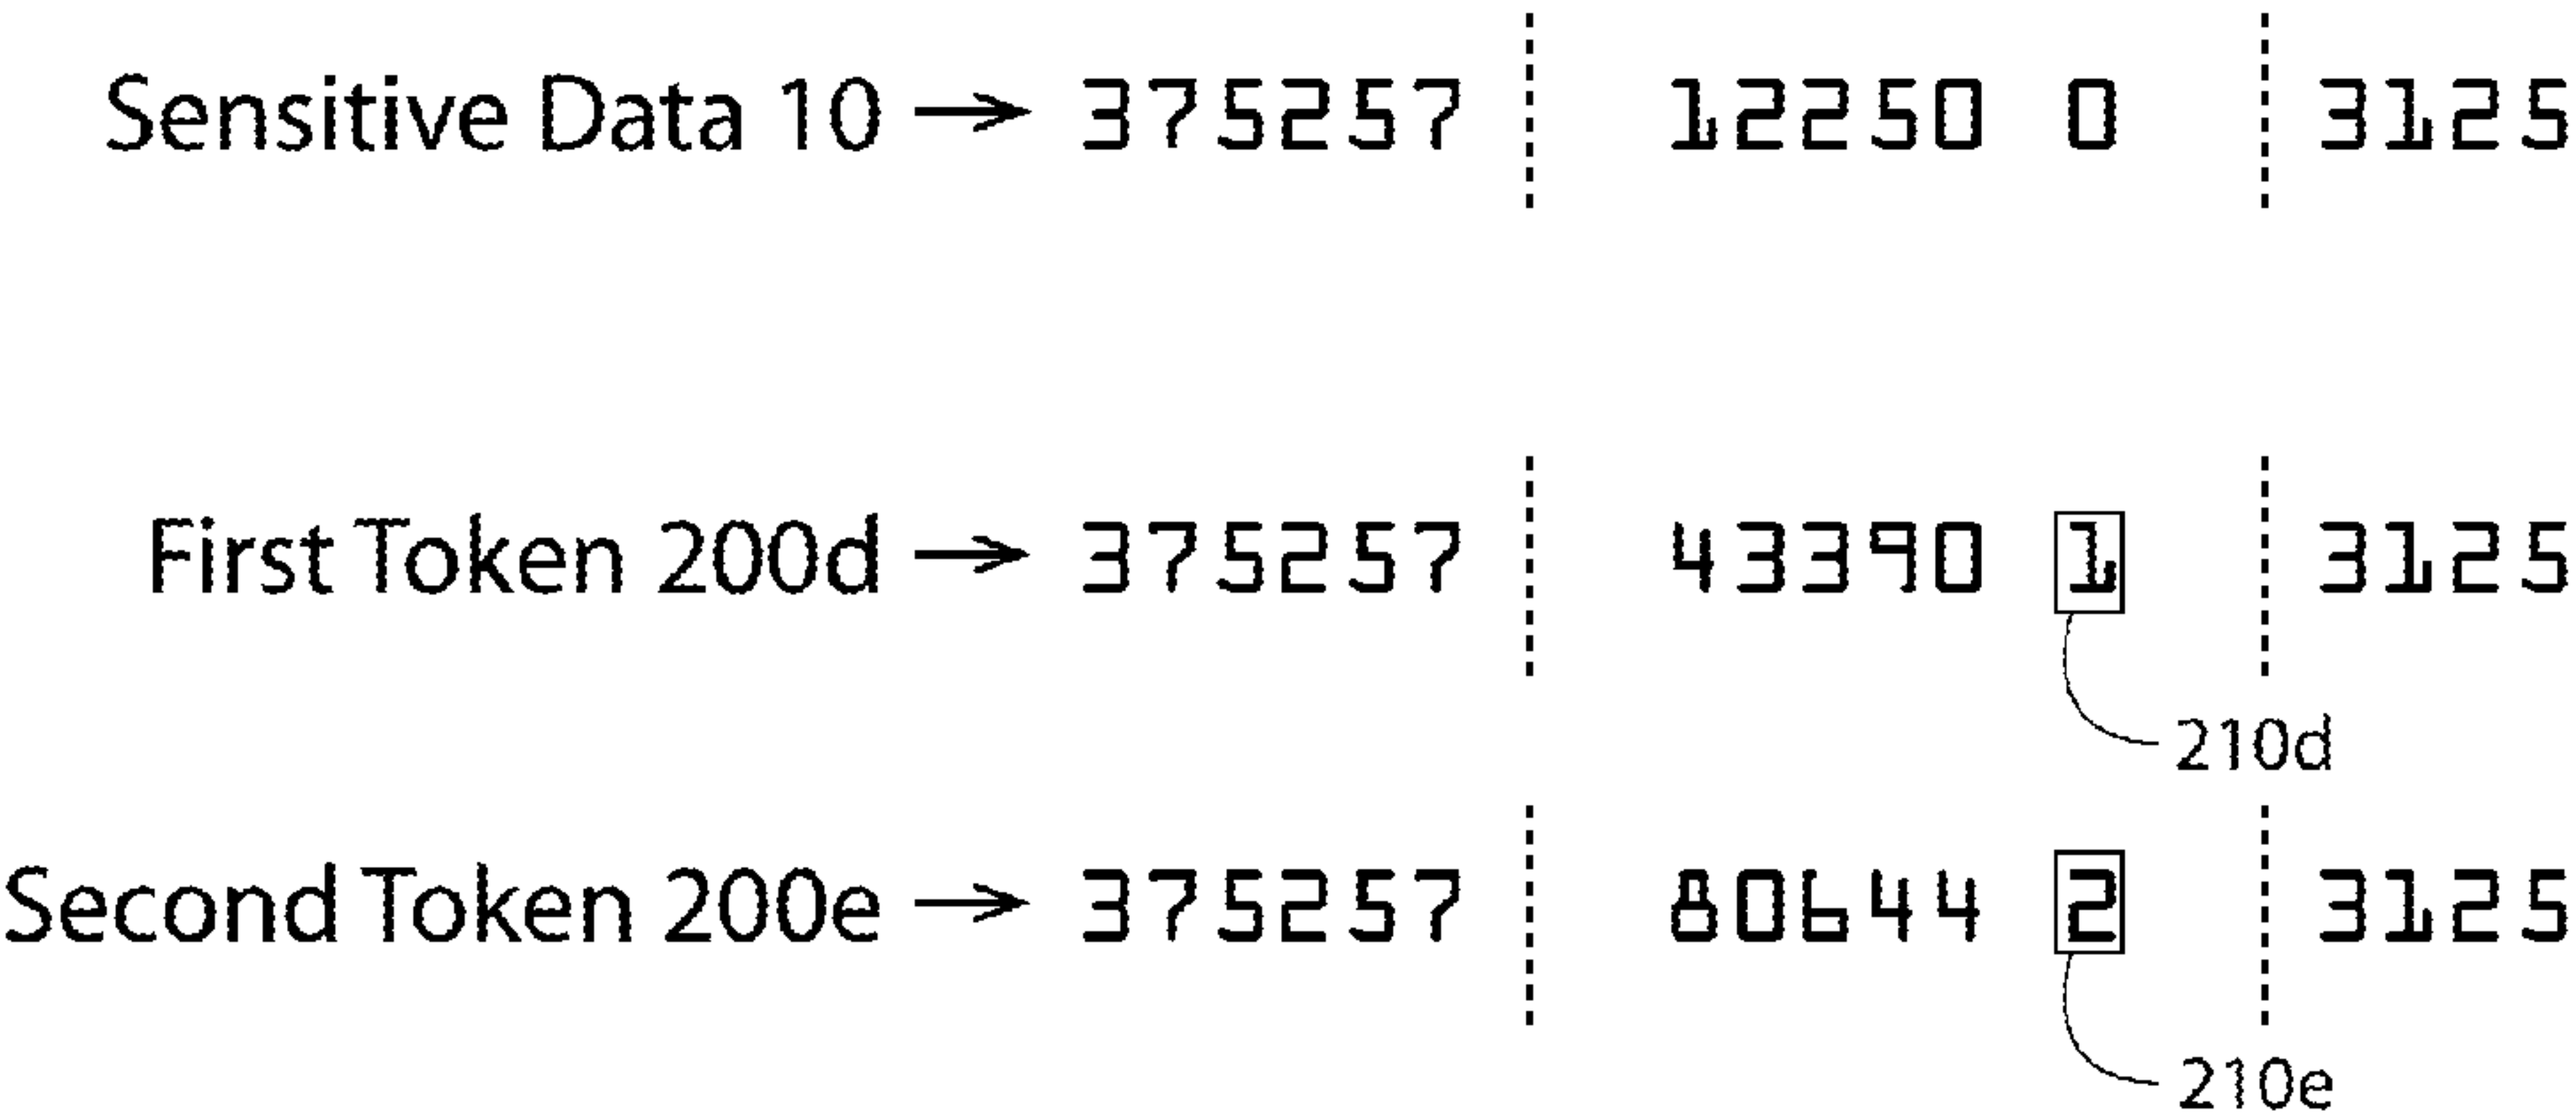 Sensitive Data 10 → 375257 12250 0 3125
First Token 200d → 375257 43390 1 3125
210d
Second Token 200e → 375257 80644 2 3125
210e